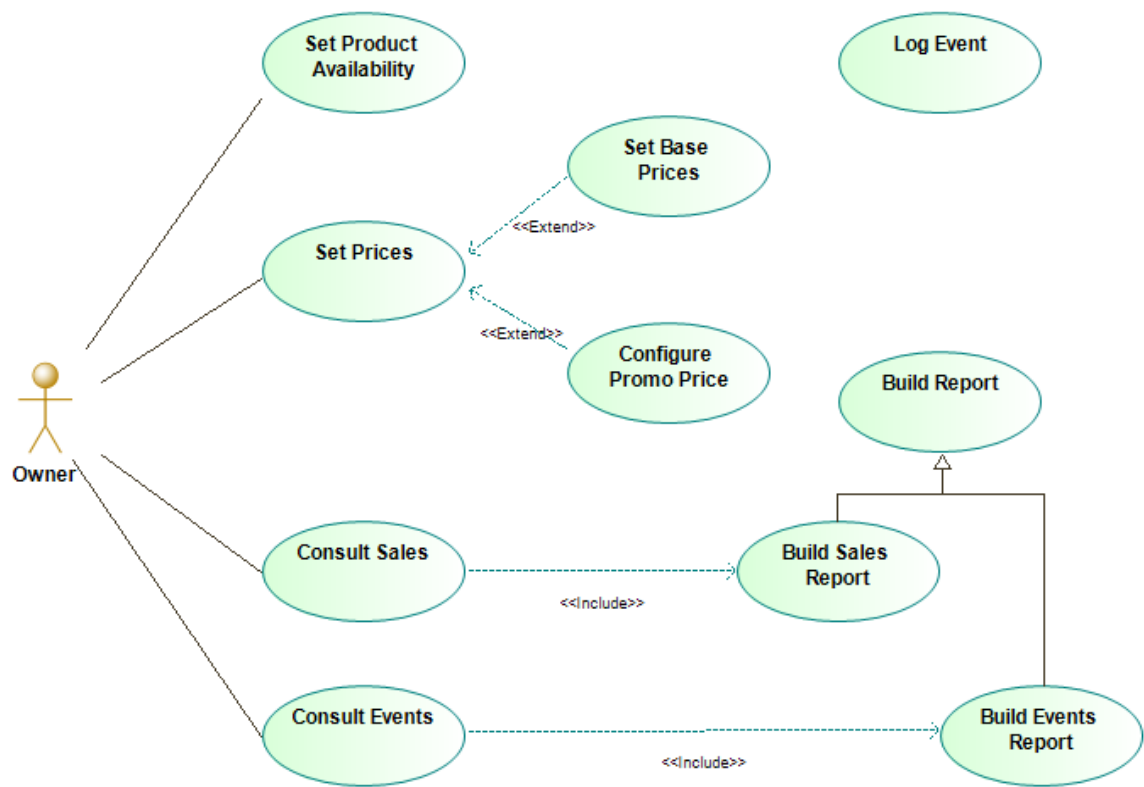 Set Product
Availability
Log Event
Set Base
Prices
<<Extend>>
Set Prices
<<Extend>>
Configure
Promo Price
Build Report
Owner
Consult Sales
Build Sales
Report
<<Include>>
Consult Events
Build Events
Report
<<Include>>